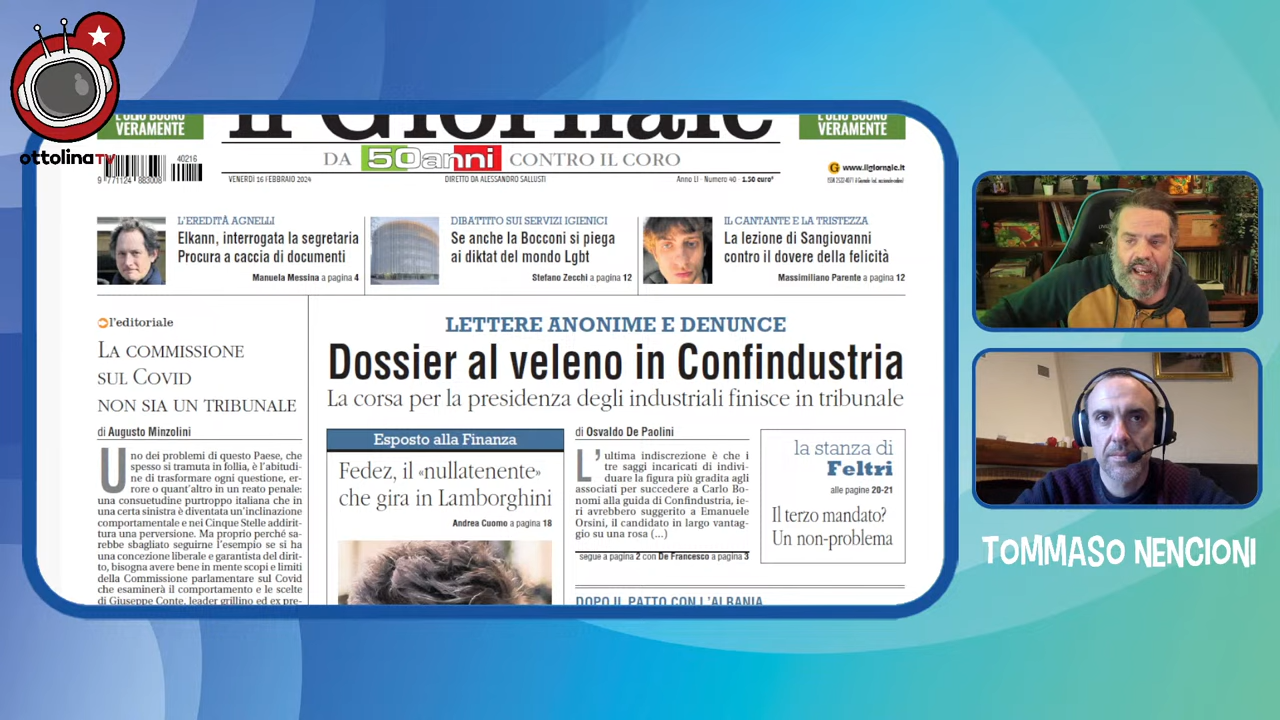 ottolinaTV
L'OLIO BUONO
VERAMENTE
il Giornale
L'OLIO BUONO
VERAMENTE
40216
9 771124 883008
DA 50anni CONTRO IL CORO
G www.ilgiornale.it
VENERDÌ 16 FEBBRAIO 2024
DIRETTO DA ALESSANDRO SALLUSTI
Anno LI - Numero 40 - 1.50 euro*
L'EREDITÀ AGNELLI
Elkann, interrogata la segretaria
Procura a caccia di documenti
Manuela Messina a pagina 4
DIBATTITO SUI SERVIZI IGIENICI
Se anche la Bocconi si piega
ai diktat del mondo Lgbt
Stefano Zecchi a pagina 12
IL CANTANTE E LA TRISTEZZA
La lezione di Sangiovanni
contro il dovere della felicità
Massimiliano Parente a pagina 12
l'editoriale
LA COMMISSIONE
SUL COVID
NON SIA UN TRIBUNALE
di Augusto Minzolini
Uno dei problemi di questo Paese, che
spesso si tramuta in follia, è l'abitudi-
ne di trasformare ogni questione, er-
rore o quant'altro in un reato penale:
una consuetudine purtroppo italiana che in
una certa sinistra è diventata un'inclinazione
comportamentale e nei Cinque Stelle addirit-
tura una perversione. Ma proprio perché sa-
rebbe sbagliato seguirne l'esempio se si ha
una concezione liberale e garantista del dirit-
to, bisogna avere bene in mente scopi e limiti
della Commissione parlamentare sul Covid
che esaminerà il comportamento e le scelte
di Giuseppe Conte, leader grillino ed ex pre-
LETTERE ANONIME E DENUNCE
Dossier al veleno in Confindustria
La corsa per la presidenza degli industriali finisce in tribunale
Esposto alla Finanza
Fedez, il «nullatenente»
che gira in Lamborghini
Andrea Cuomo a pagina 18
di Osvaldo De Paolini
L'ultima indiscrezione è che i
tre saggi incaricati di indivi-
duare la figura più gradita agli
associati per succedere a Carlo Bo-
nomi alla guida di Confindustria, ie-
ri avrebbero suggerito a Emanuele
Orsini, il candidato in largo vantag-
gio su una rosa (...)
segue a pagina 2 con De Francesco a pagina 3
la stanza di
Feltri
alle pagine 20-21
Il terzo mandato?
Un non-problema
DOPO IL PATTO CON L'ALBANIA
TOMMASO NENCIONI